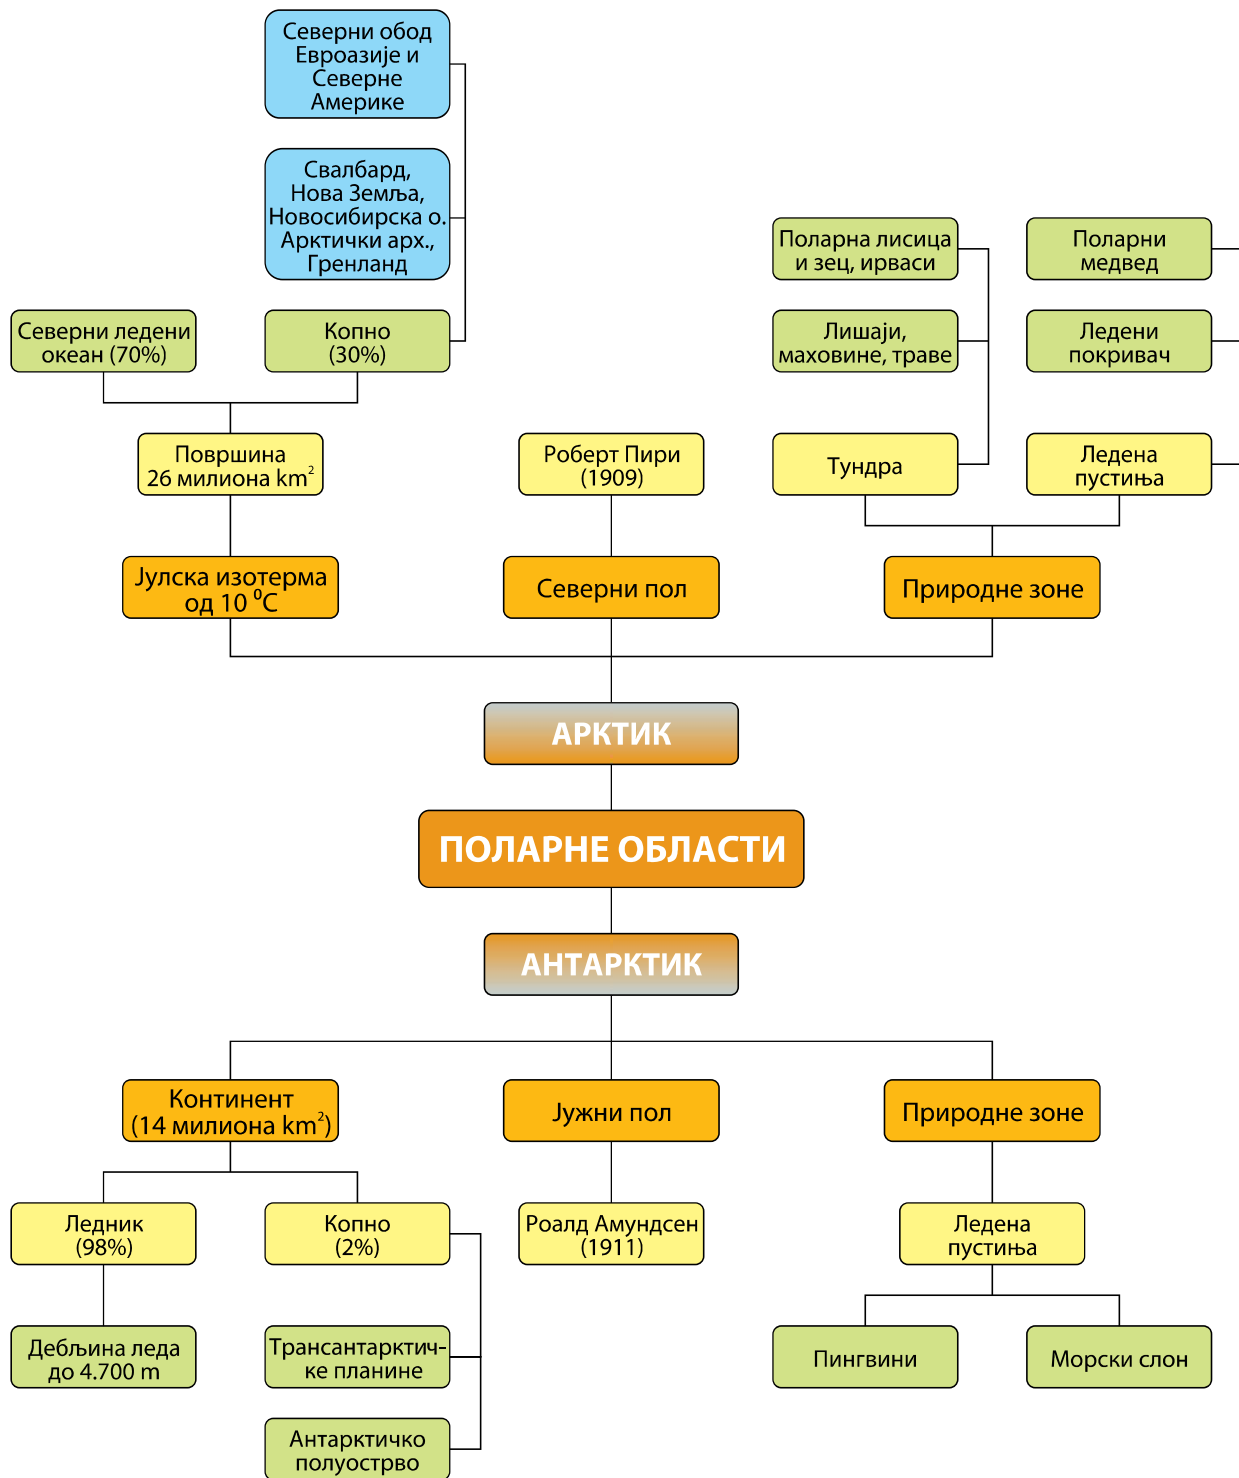 Северни обод
Евроазије и
Северне
Америке
Свалбард,
Нова Земља,
Новосибирска о.
Арктички арх.,
Гренланд
Поларна лисица
и зец, ирваси
Поларни
медвед
Северни ледени
океан (70%)
Копно
(30%)
Лишаји,
маховине, траве
Ледени
покривач
Површина
26 милиона km²
Роберт Пири
(1909)
Тундра
Ледена
пустиња
Јулска изотерма
од 10 ⁰C
Северни пол
Природне зоне
АРКТИК
ПОЛАРНЕ ОБЛАСТИ
АНТАРКТИК
Континент
(14 милиона km²)
Јужни пол
Природне зоне
Ледник
(98%)
Копно
(2%)
Роалд Амундсен
(1911)
Ледена
пустиња
Дебљина леда
до 4.700 m
Трансантарктич-
ке планине
Пингвини
Морски слон
Антарктичко
полуострво